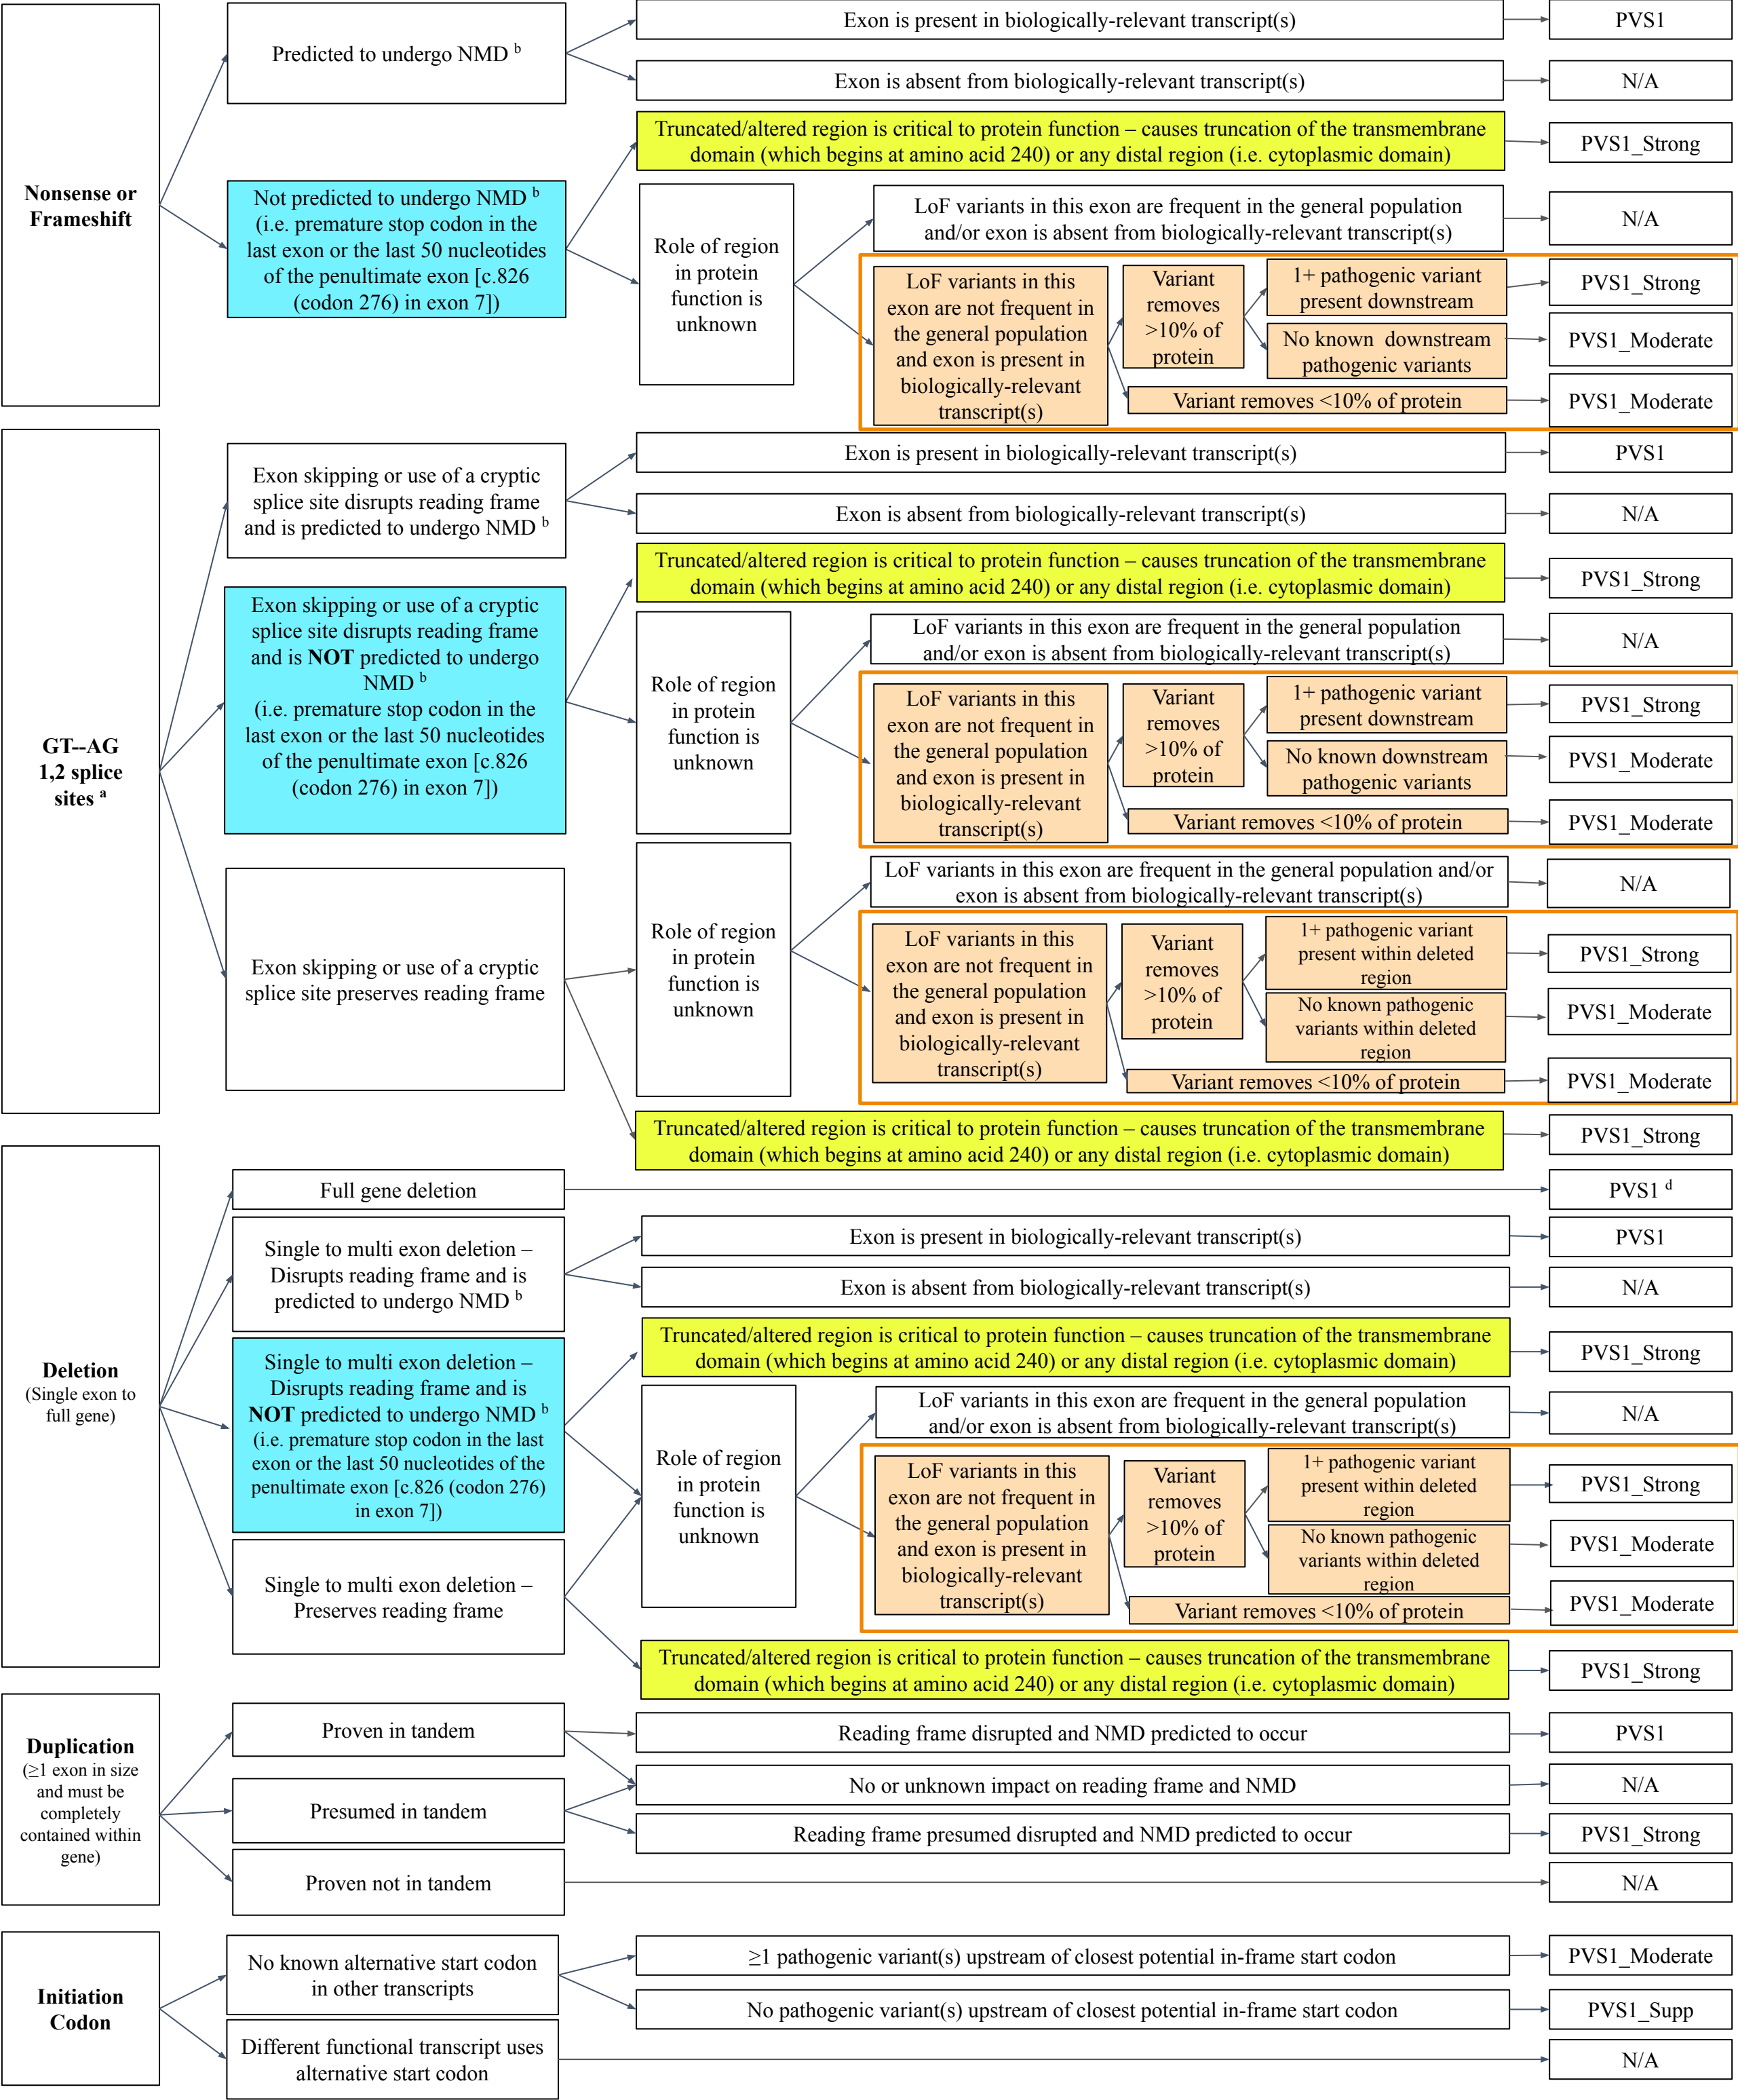 Nonsense or
Frameshift
Predicted to undergo NMD b
Exon is present in biologically-relevant transcript(s)
PVS1
Exon is absent from biologically-relevant transcript(s)
N/A
Not predicted to undergo NMD b
(i.e. premature stop codon in the
last exon or the last 50 nucleotides
of the penultimate exon [c.826
(codon 276) in exon 7])
Truncated/altered region is critical to protein function – causes truncation of the transmembrane
domain (which begins at amino acid 240) or any distal region (i.e. cytoplasmic domain)
PVS1_Strong
Role of region
in protein
function is
unknown
LoF variants in this exon are frequent in the general population
and/or exon is absent from biologically-relevant transcript(s)
N/A
LoF variants in this
exon are not frequent in
the general population
and exon is present in
biologically-relevant
transcript(s)
Variant
removes
>10% of
protein
1+ pathogenic variant
present downstream
PVS1_Strong
No known  downstream
pathogenic variants
PVS1_Moderate
Variant removes <10% of protein
PVS1_Moderate
GT--AG
1,2 splice
sites a
Exon skipping or use of a cryptic
splice site disrupts reading frame
and is predicted to undergo NMD b
Exon is present in biologically-relevant transcript(s)
PVS1
Exon is absent from biologically-relevant transcript(s)
N/A
Exon skipping or use of a cryptic
splice site disrupts reading frame
and is NOT predicted to undergo
NMD b
(i.e. premature stop codon in the
last exon or the last 50 nucleotides
of the penultimate exon [c.826
(codon 276) in exon 7])
Truncated/altered region is critical to protein function – causes truncation of the transmembrane
domain (which begins at amino acid 240) or any distal region (i.e. cytoplasmic domain)
PVS1_Strong
Role of region
in protein
function is
unknown
LoF variants in this exon are frequent in the general population
and/or exon is absent from biologically-relevant transcript(s)
N/A
LoF variants in this
exon are not frequent in
the general population
and exon is present in
biologically-relevant
transcript(s)
Variant
removes
>10% of
protein
1+ pathogenic variant
present downstream
PVS1_Strong
No known downstream
pathogenic variants
PVS1_Moderate
Variant removes <10% of protein
PVS1_Moderate
Exon skipping or use of a cryptic
splice site preserves reading frame
Role of region
in protein
function is
unknown
LoF variants in this exon are frequent in the general population and/or
exon is absent from biologically-relevant transcript(s)
N/A
LoF variants in this
exon are not frequent in
the general population
and exon is present in
biologically-relevant
transcript(s)
Variant
removes
>10% of
protein
1+ pathogenic variant
present within deleted
region
PVS1_Strong
No known pathogenic
variants within deleted
region
PVS1_Moderate
Variant removes <10% of protein
PVS1_Moderate
Truncated/altered region is critical to protein function – causes truncation of the transmembrane
domain (which begins at amino acid 240) or any distal region (i.e. cytoplasmic domain)
PVS1_Strong
Deletion
(Single exon to
full gene)
Full gene deletion
PVS1 d
Single to multi exon deletion –
Disrupts reading frame and is
predicted to undergo NMD b
Exon is present in biologically-relevant transcript(s)
PVS1
Exon is absent from biologically-relevant transcript(s)
N/A
Single to multi exon deletion –
Disrupts reading frame and is
NOT predicted to undergo NMD b
(i.e. premature stop codon in the last
exon or the last 50 nucleotides of the
penultimate exon [c.826 (codon 276)
in exon 7])
Truncated/altered region is critical to protein function – causes truncation of the transmembrane
domain (which begins at amino acid 240) or any distal region (i.e. cytoplasmic domain)
PVS1_Strong
Role of region
in protein
function is
unknown
LoF variants in this exon are frequent in the general population
and/or exon is absent from biologically-relevant transcript(s)
N/A
LoF variants in this
exon are not frequent in
the general population
and exon is present in
biologically-relevant
transcript(s)
Variant
removes
>10% of
protein
1+ pathogenic variant
present within deleted
region
PVS1_Strong
No known pathogenic
variants within deleted
region
PVS1_Moderate
Variant removes <10% of protein
PVS1_Moderate
Single to multi exon deletion –
Preserves reading frame
Truncated/altered region is critical to protein function – causes truncation of the transmembrane
domain (which begins at amino acid 240) or any distal region (i.e. cytoplasmic domain)
PVS1_Strong
Duplication
(≥1 exon in size
and must be
completely
contained within
gene)
Proven in tandem
Reading frame disrupted and NMD predicted to occur
PVS1
No or unknown impact on reading frame and NMD
N/A
Presumed in tandem
Reading frame presumed disrupted and NMD predicted to occur
PVS1_Strong
Proven not in tandem
N/A
Initiation
Codon
No known alternative start codon
in other transcripts
≥1 pathogenic variant(s) upstream of closest potential in-frame start codon
PVS1_Moderate
No pathogenic variant(s) upstream of closest potential in-frame start codon
PVS1_Supp
Different functional transcript uses
alternative start codon
N/A